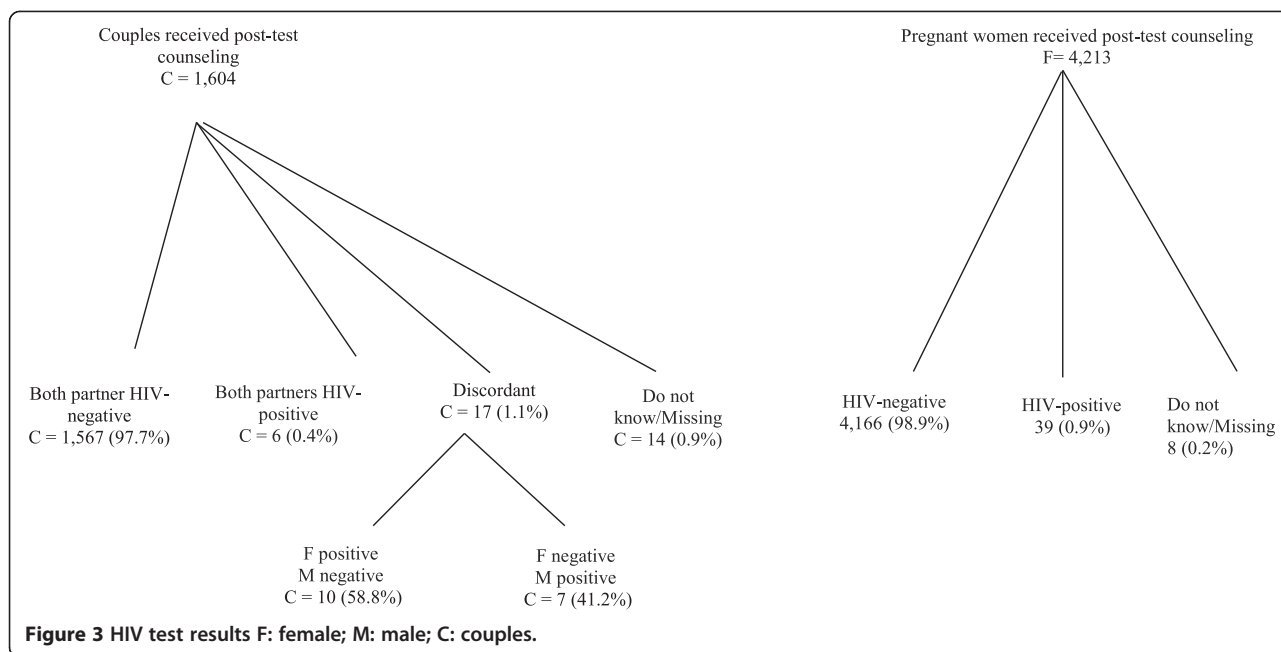 Couples received post-test
counseling
C = 1,604
Pregnant women received post-test counseling
F= 4,213
Both partner HIV-
negative
C = 1,567 (97.7%)
Both partners HIV-
positive
C = 6 (0.4%)
Discordant
C = 17 (1.1%)
Do not
know/Missing
C = 14 (0.9%)
HIV-negative
4,166 (98.9%)
HIV-positive
39 (0.9%)
Do not
know/Missing
8 (0.2%)
F positive
M negative
C = 10 (58.8%)
F negative
M positive
C = 7 (41.2%)
Figure 3 HIV test results F: female; M: male; C: couples.